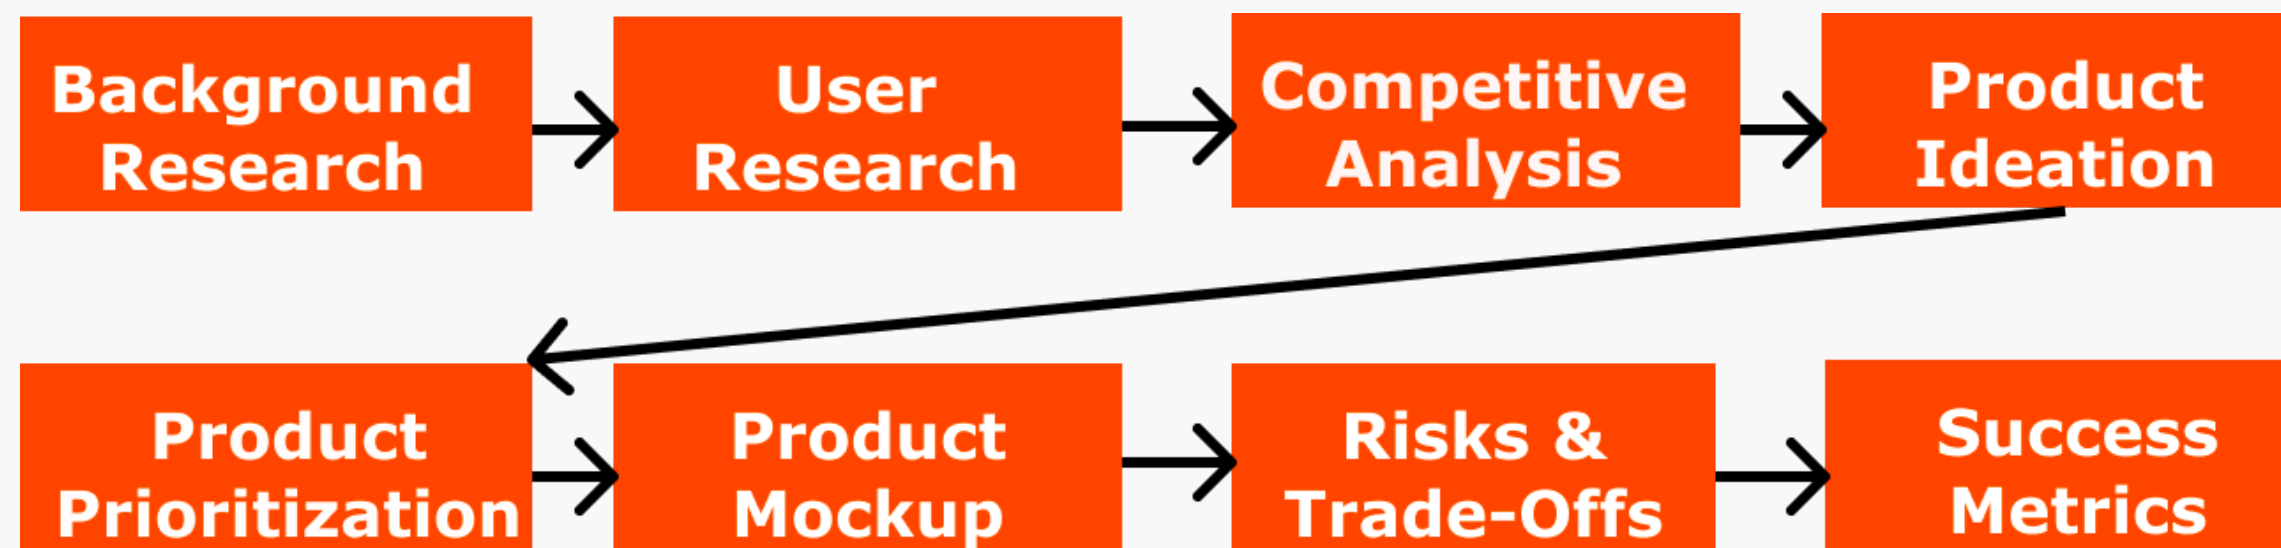 Background
Research
User
Research
Competitive
Analysis
Product
Ideation
Product
Prioritization
Product
Mockup
Risks &
Trade-Offs
Success
Metrics